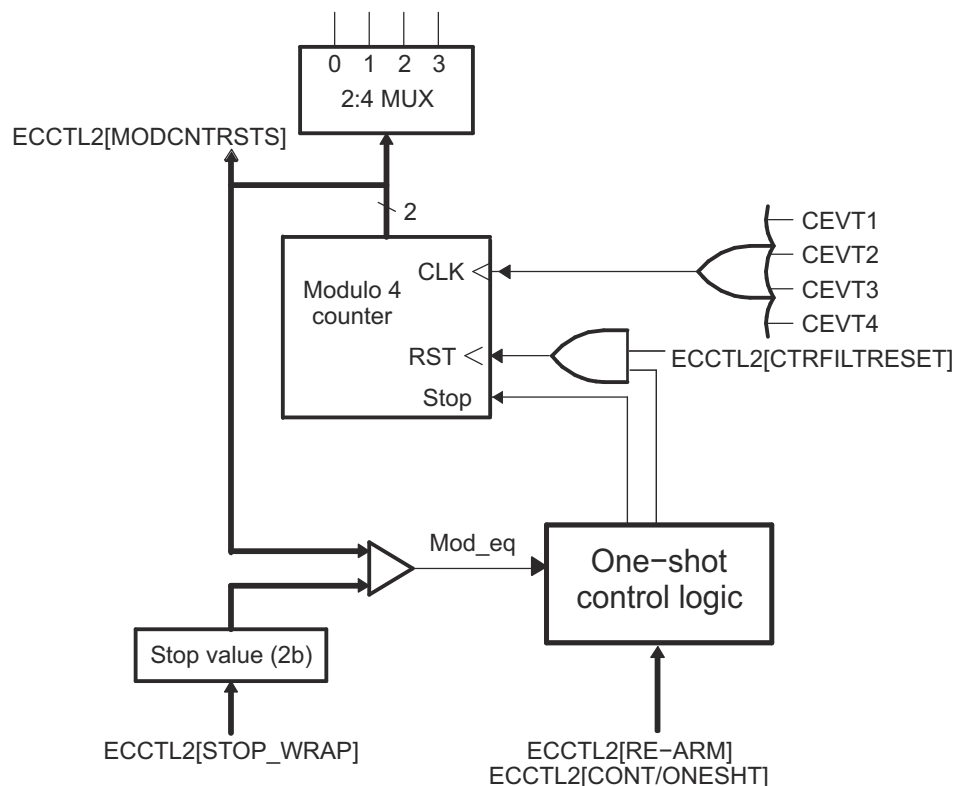 0 1 2 3
2:4 MUX
ECCTL2[MODCNTRSTS]
2
CEVT1
CEVT2
CEVT3
CEVT4
CLK
Modulo 4
counter
RST
ECCTL2[CTRFILTRESET]
Stop
Mod_eq
One−shot
control logic
Stop value (2b)
ECCTL2[STOP_WRAP]
ECCTL2[RE−ARM]
ECCTL2[CONT/ONESHT]